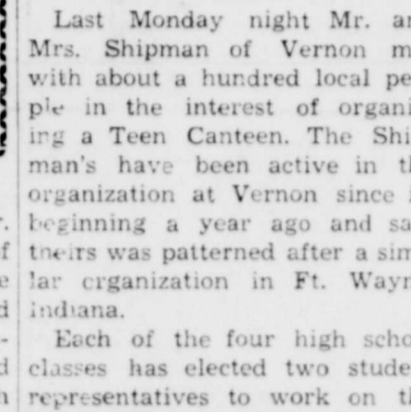 Last Monday night Mr. an
Mrs. Shipman of Vernon m
with about a hundred local pe
ple in the interest of organi
ing a Teen Canteen. The Shi
man's have been active in th
organization at Vernon since
beginning a year ago and sa
theirs was patterned after a sim
lar crganization in Ft. Wayn
Indiana.
Each of the four high scho
classes has elected two stude
representatives to work on th